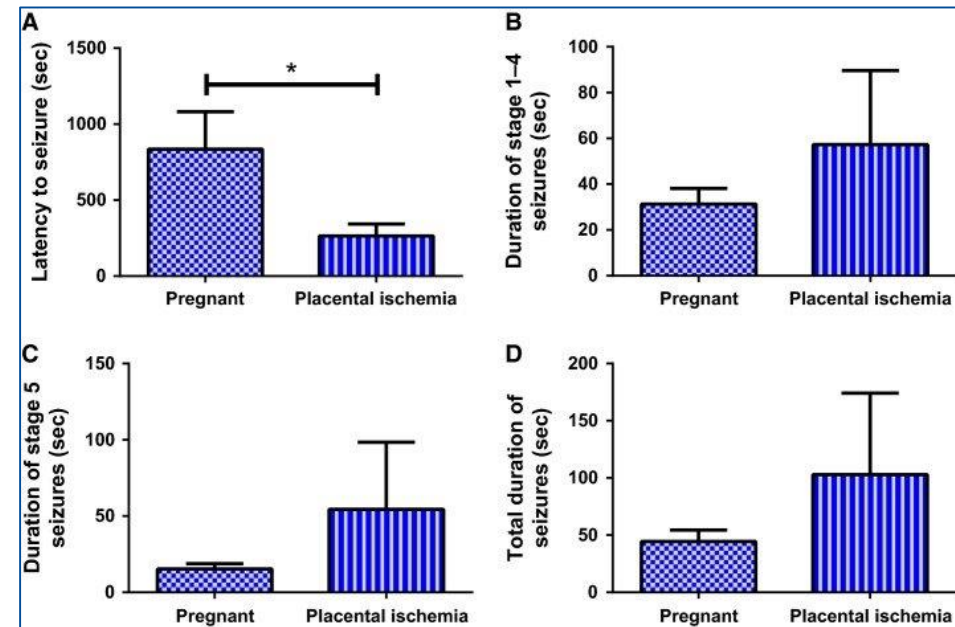 A
Latency to seizure (sec)
1500
1000
500
0
*
Pregnant
Placental ischemia
B
Duration of stage 1–4
seizures (sec)
100
80
60
40
20
0
Pregnant
Placental ischemia
C
Duration of stage 5
seizures (sec)
150
100
50
0
Pregnant
Placental ischemia
D
Total duration of
seizures (sec)
200
150
100
50
0
Pregnant
Placental ischemia